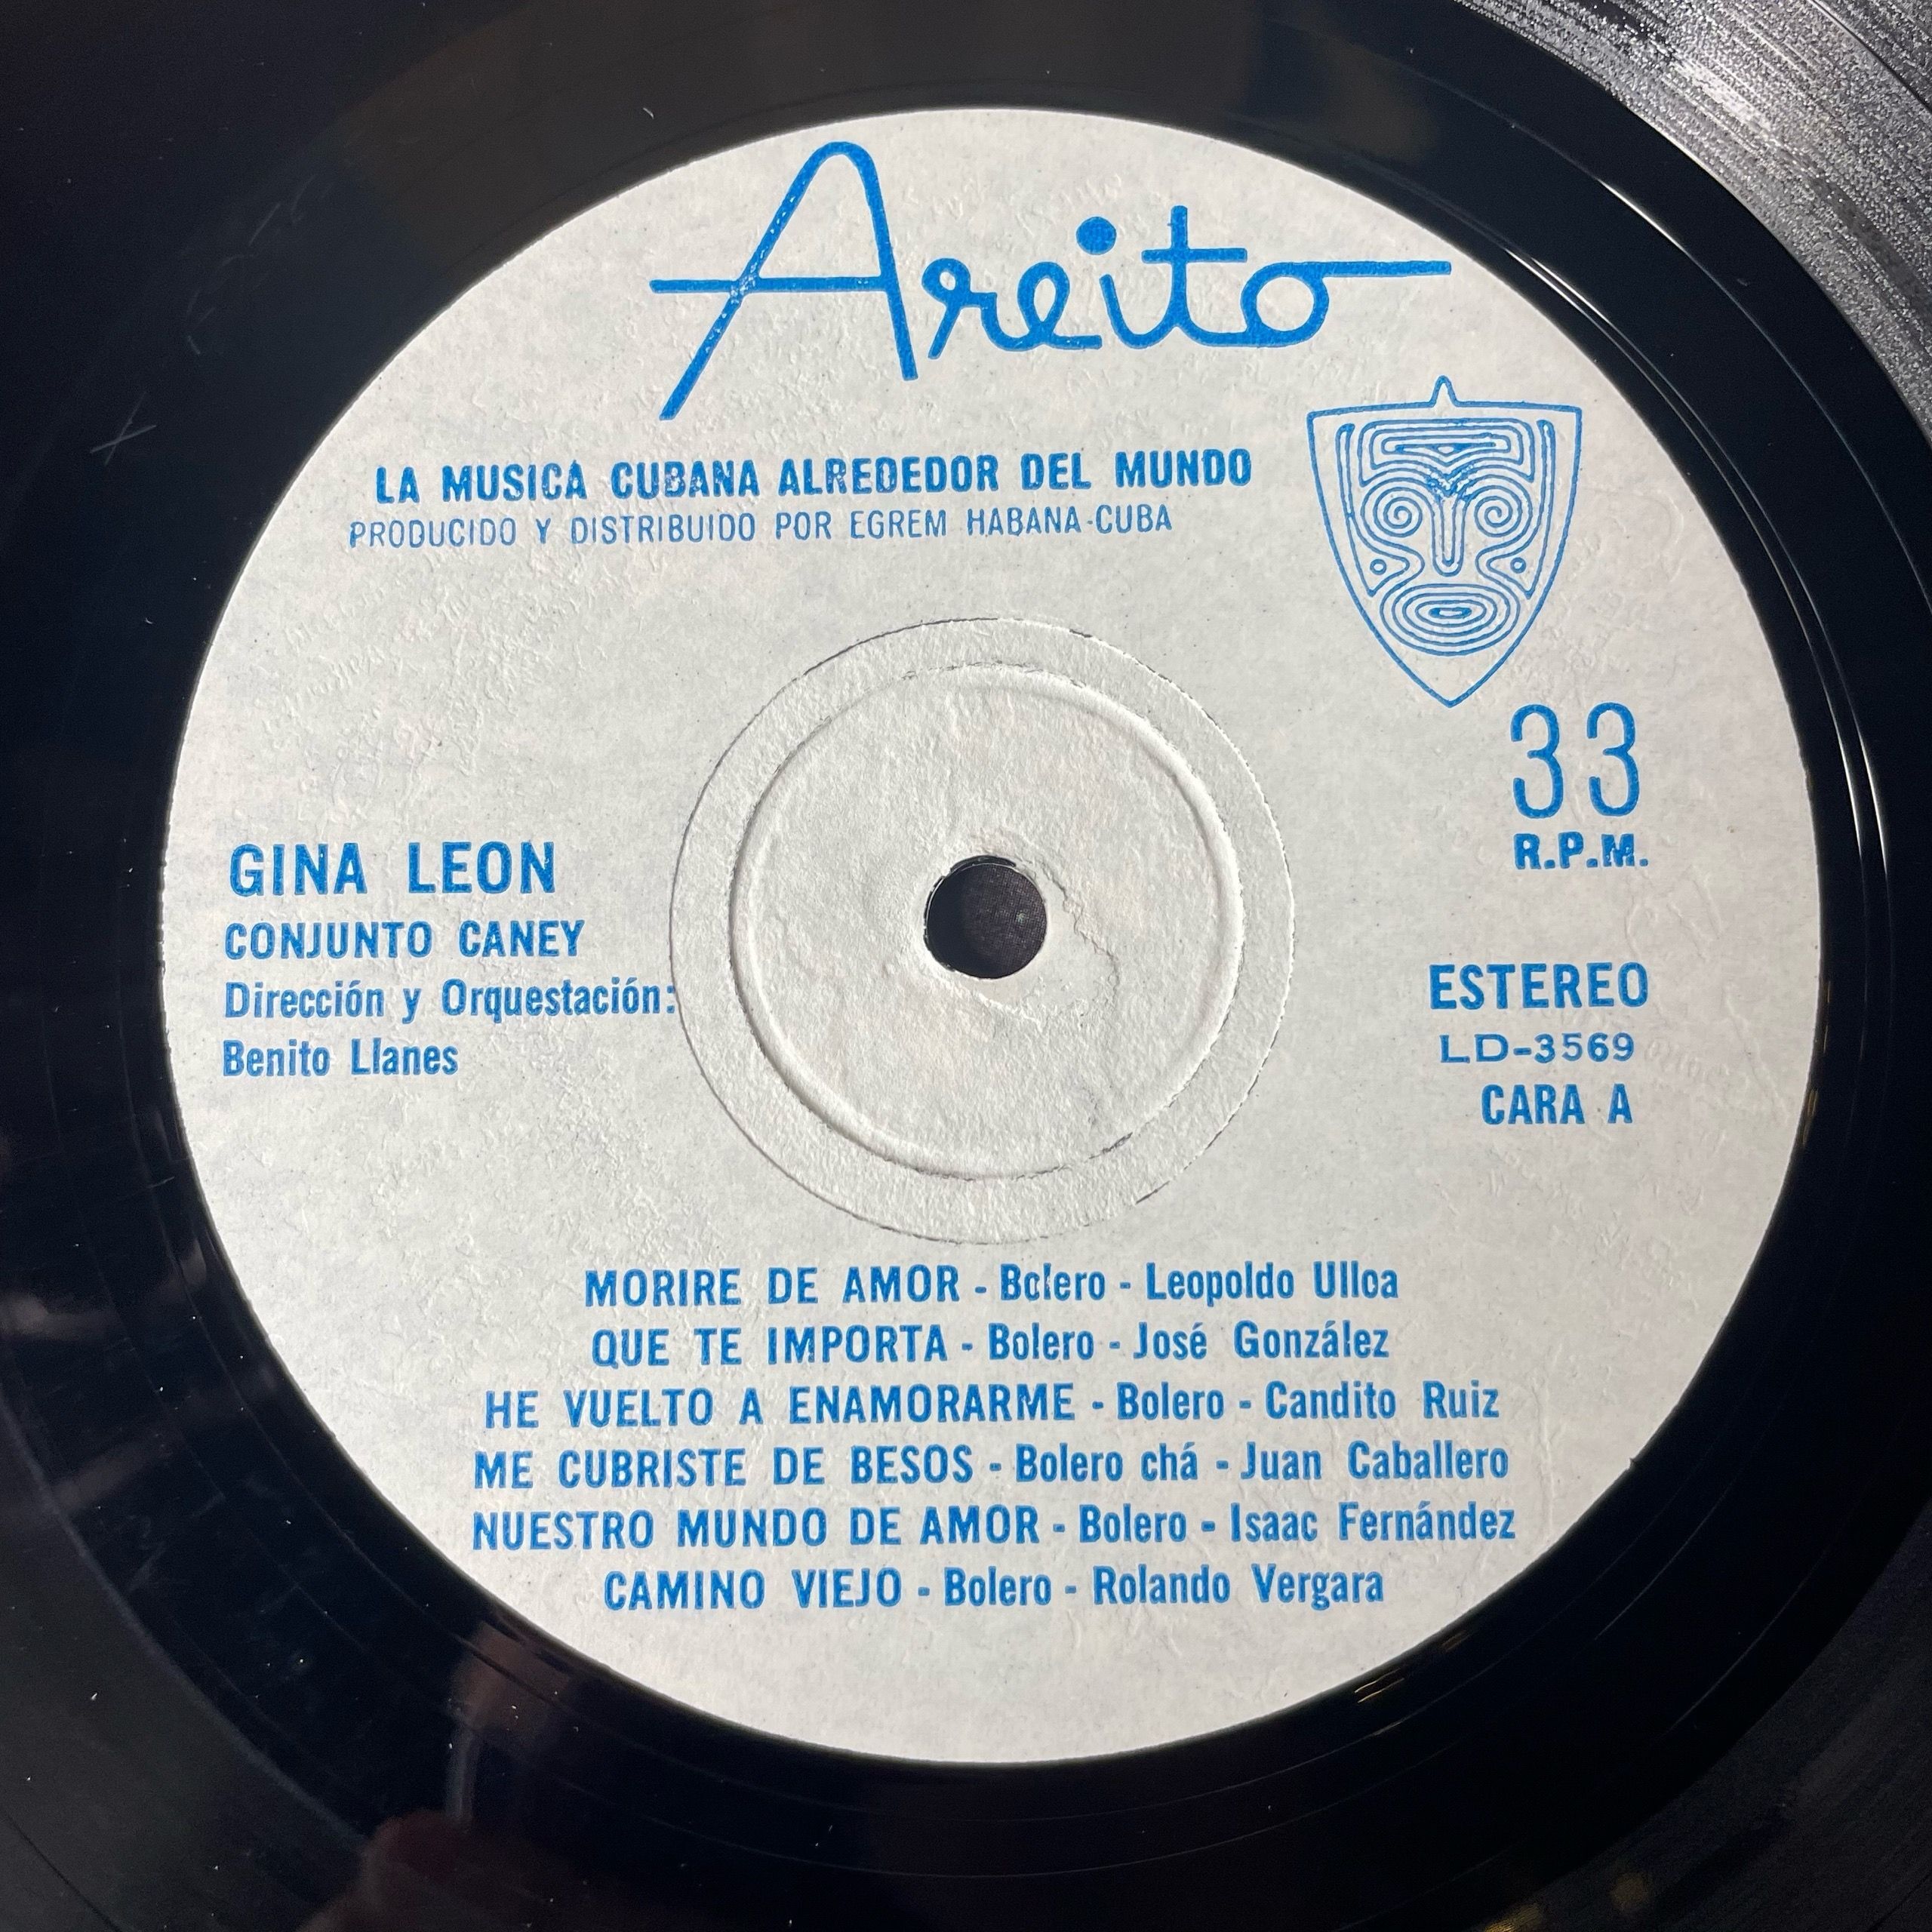 Areito
LA MUSICA CUBANA ALREDEDOR DEL MUNDO
PRODUCIDO Y DISTRIBUIDO POR EGREM HABANA-CUBA
33
R.P.M.
GINA LEON
CONJUNTO CANEY
Dirección y Orquestación:
Benito Llanes
ESTEREO
LD-3569
CARA A
MORIRE DE AMOR - Bolero - Leopoldo Ulloa
QUE TE IMPORTA - Bolero - José González
HE VUELTO A ENAMORARME - Bolero - Candito Ruiz
ME CUBRISTE DE BESOS - Bolero chá - Juan Caballero
NUESTRO MUNDO DE AMOR - Bolero - Isaac Fernández
CAMINO VIEJO - Bolero - Rolando Vergara